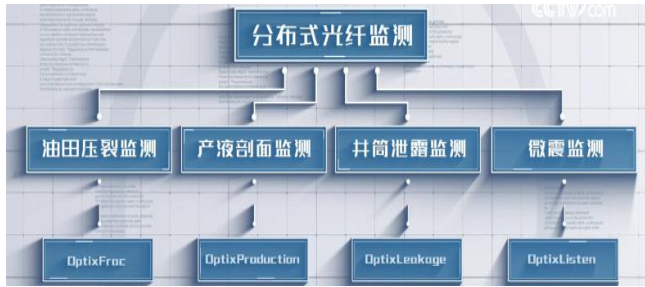 CCTV.com
分布式光纤监测
油田压裂监测
产液剖面监测
井筒泄露监测
微震监测
OptixFrac
OptixProduction
OptixLeakage
OptixListen